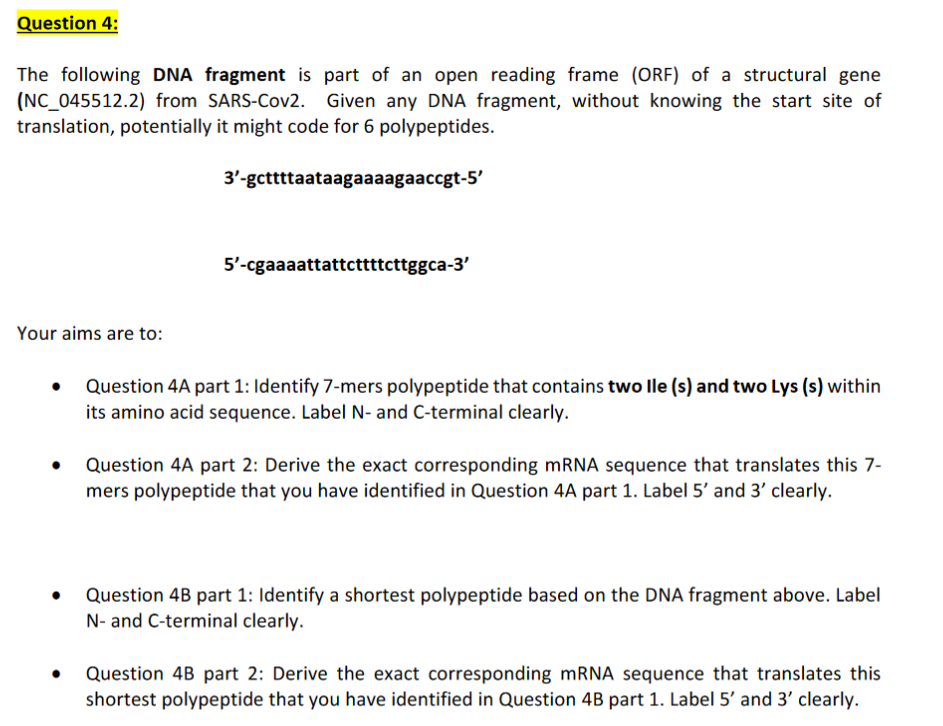 Question 4:
The following DNA fragment is part of an open reading frame (ORF) of a structural gene
(NC_045512.2) from SARS-Cov2. Given any DNA fragment, without knowing the start site of
translation, potentially it might code for 6 polypeptides.
3’-gcttttaataagaaaagaaccgt-5’
5’-cgaaaattattcttttcttggca-3’
Your aims are to:
• Question 4A part 1: Identify 7-mers polypeptide that contains two Ile (s) and two Lys (s) within
its amino acid sequence. Label N- and C-terminal clearly.
• Question 4A part 2: Derive the exact corresponding mRNA sequence that translates this 7-
mers polypeptide that you have identified in Question 4A part 1. Label 5’ and 3’ clearly.
• Question 4B part 1: Identify a shortest polypeptide based on the DNA fragment above. Label
N- and C-terminal clearly.
• Question 4B part 2: Derive the exact corresponding mRNA sequence that translates this
shortest polypeptide that you have identified in Question 4B part 1. Label 5’ and 3’ clearly.